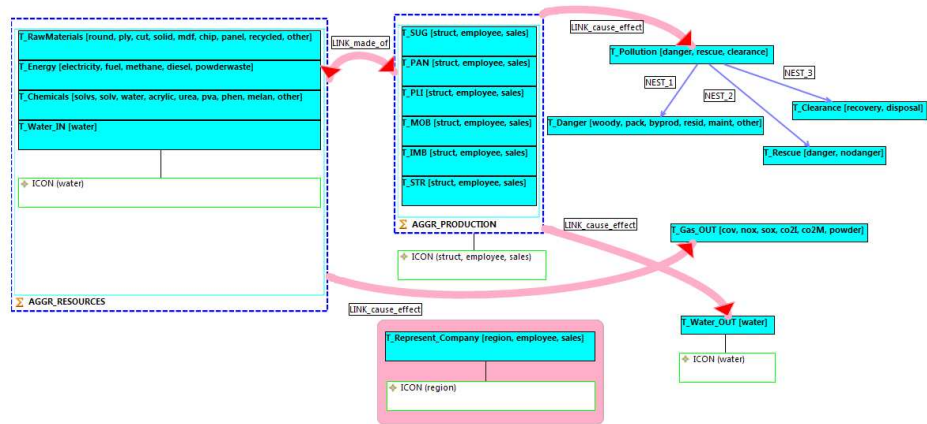 T_RawMaterials [round, ply, cut, solid, mdf, chip, panel, recycled, other]
T_Energy [electricity, fuel, methane, diesel, powderwaste]
T_Chemicals [solvs, solv, water, acrylic, urea, pva, phen, melan, other]
T_Water_IN [water]
ICON (water)
Σ AGGR_RESOURCES
LINK_made_of
T_SUG [struct, employee, sales]
T_PAN [struct, employee, sales]
T_PLI [struct, employee, sales]
T_MOB [struct, employee, sales]
T_IMB [struct, employee, sales]
T_STR [struct, employee, sales]
Σ AGGR_PRODUCTION
ICON (struct, employee, sales)
LINK_cause_effect
T_Pollution [danger, rescue, clearance]
NEST_1
NEST_2
NEST_3
T_Danger [woody, pack, byprod, resid, maint, other]
T_Clearance [recovery, disposal]
T_Rescue [danger, nodanger]
LINK_cause_effect
T_Gas_OUT [cov, nox, sox, co2I, co2M, powder]
LINK_cause_effect
T_Water_OUT [water]
ICON (water)
T_Represent_Company [region, employee, sales]
ICON (region)